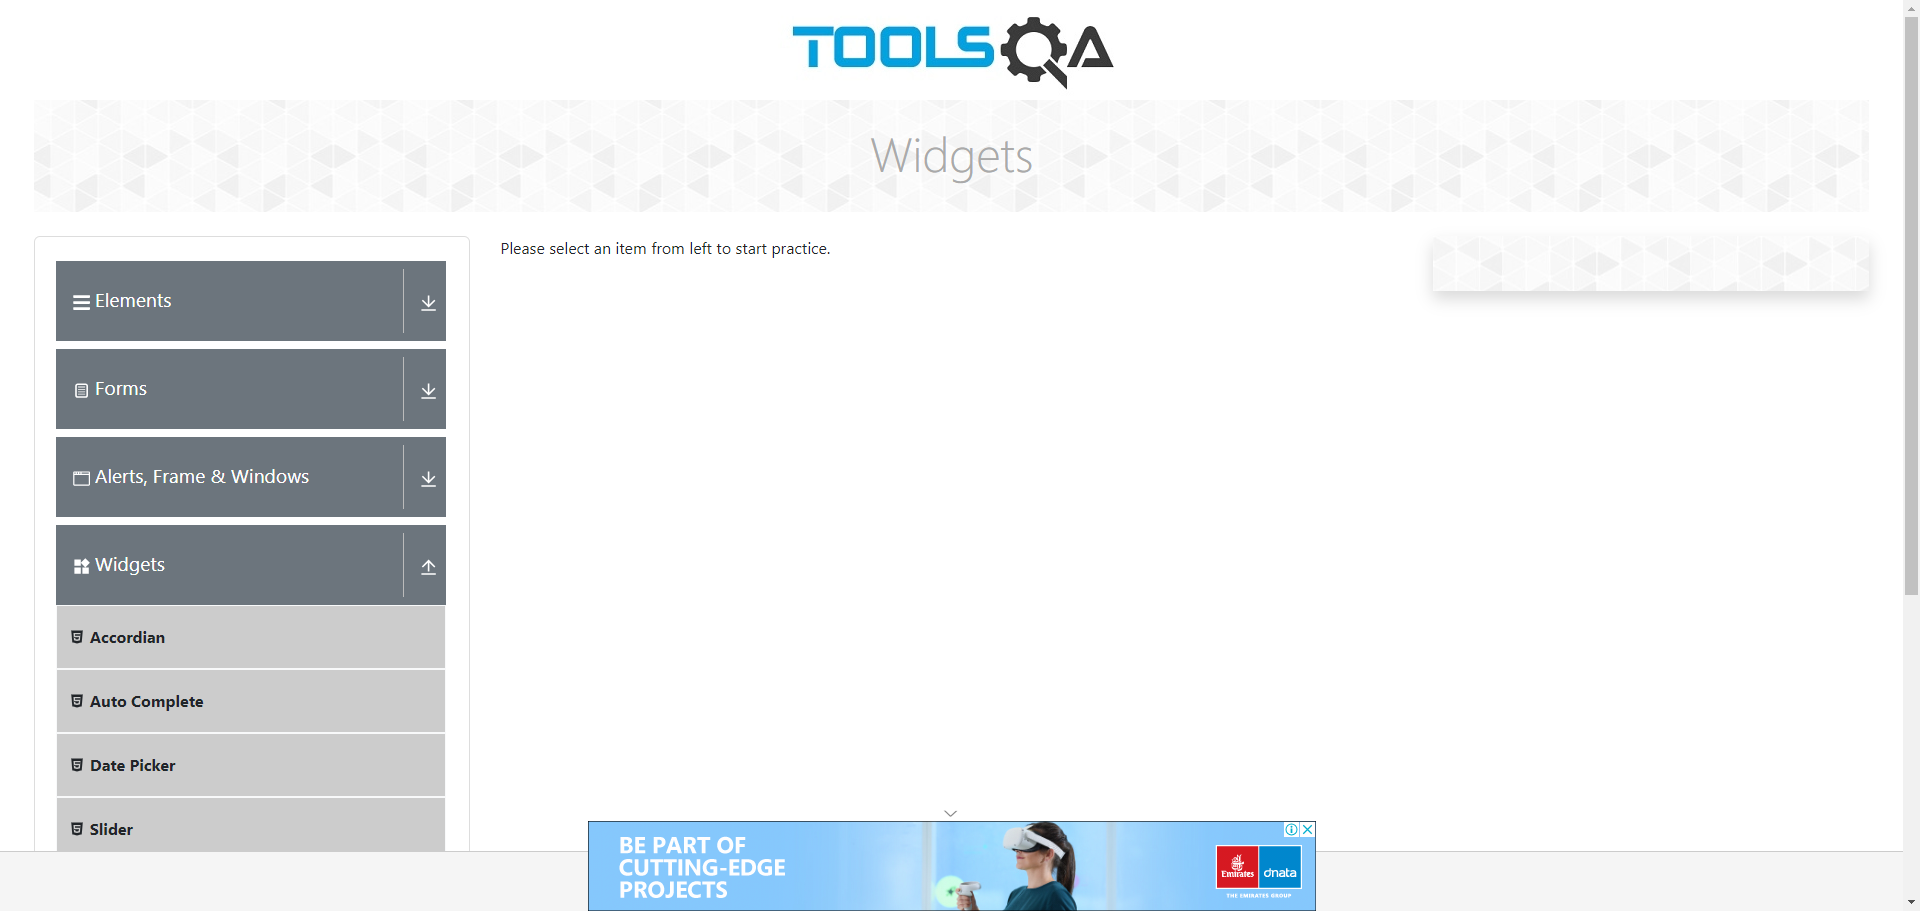 TOOLSQA
Widgets
Elements
Forms
Alerts, Frame & Windows
Widgets
Accordian
Auto Complete
Date Picker
Slider
Please select an item from left to start practice.
BE PART OF
CUTTING-EDGE
PROJECTS
Emirates
dnata
THE EMIRATES GROUP